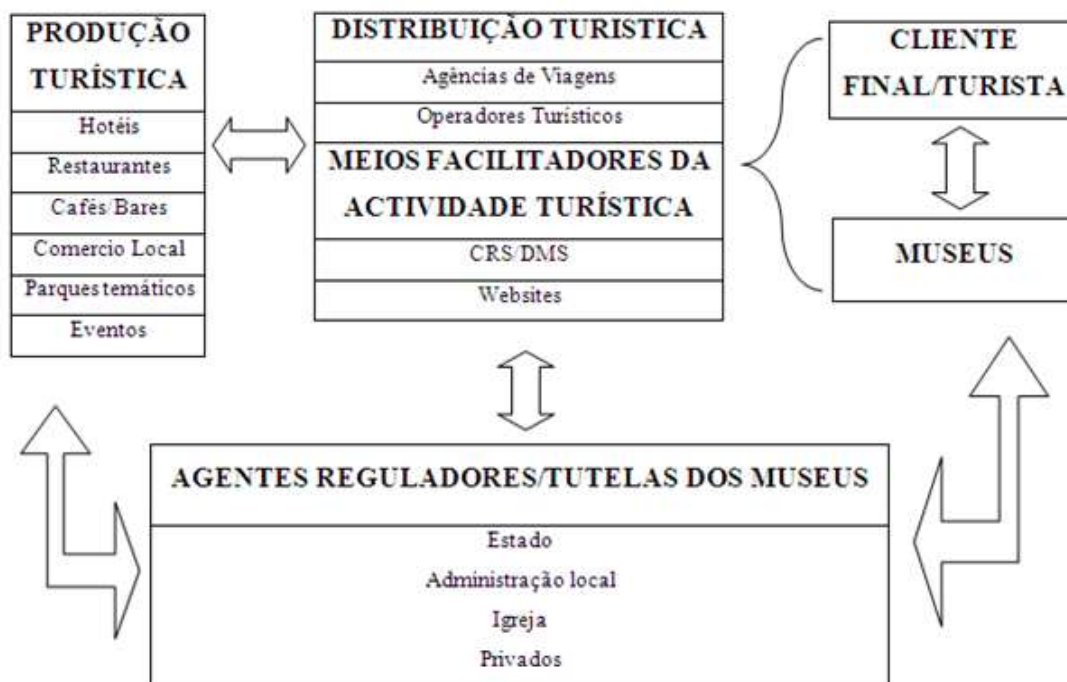 PRODUÇÃO
TURÍSTICA
Hotéis
Restaurantes
Cafés/Bares
Comercio Local
Parques temáticos
Eventos
DISTRIBUIÇÃO TURISTICA
Agências de Viagens
Operadores Turísticos
MEIOS FACILITADORES DA
ACTIVIDADE TURÍSTICA
CRS/DMS
Websites
CLIENTE
FINAL/TURISTA
MUSEUS
AGENTES REGULADORES/TUTELAS DOS MUSEUS
Estado
Administração local
Igreja
Privados